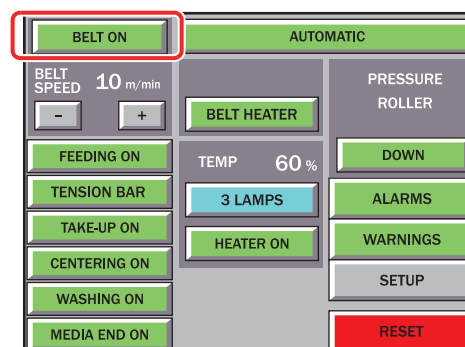 BELT ON
AUTOMATIC
BELT
SPEED 10 m/min
- +
BELT HEATER
PRESSURE
ROLLER
DOWN
FEEDING ON
TENSION BAR
TAKE-UP ON
CENTERING ON
WASHING ON
MEDIA END ON
TEMP 60 %
3 LAMPS
HEATER ON
ALARMS
WARNINGS
SETUP
RESET